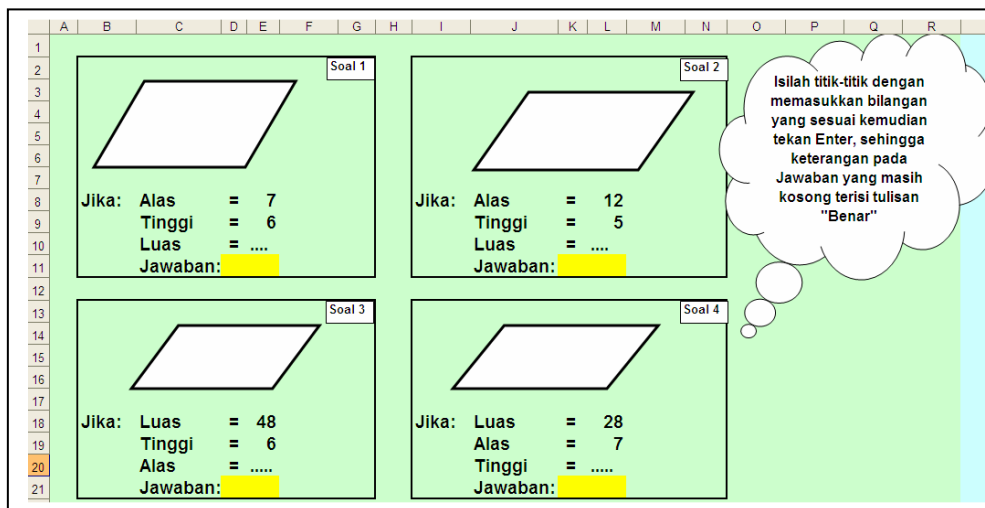 A B C D E F G H I J K L M N O P Q R
1
2
3
4
5
6
7
8
9
10
11
12
13
14
15
16
17
18
19
20
21
Soal 1
Jika: Alas = 7
Tinggi = 6
Luas = ....
Jawaban:
Soal 2
Jika: Alas = 12
Tinggi = 5
Luas = ....
Jawaban:
Isilah titik-titik dengan
memasukkan bilangan
yang sesuai kemudian
tekan Enter, sehingga
keterangan pada
Jawaban yang masih
kosong terisi tulisan
"Benar"
Soal 3
Jika: Luas = 48
Tinggi = 6
Alas = .....
Jawaban:
Soal 4
Jika: Luas = 28
Alas = 7
Tinggi = .....
Jawaban: